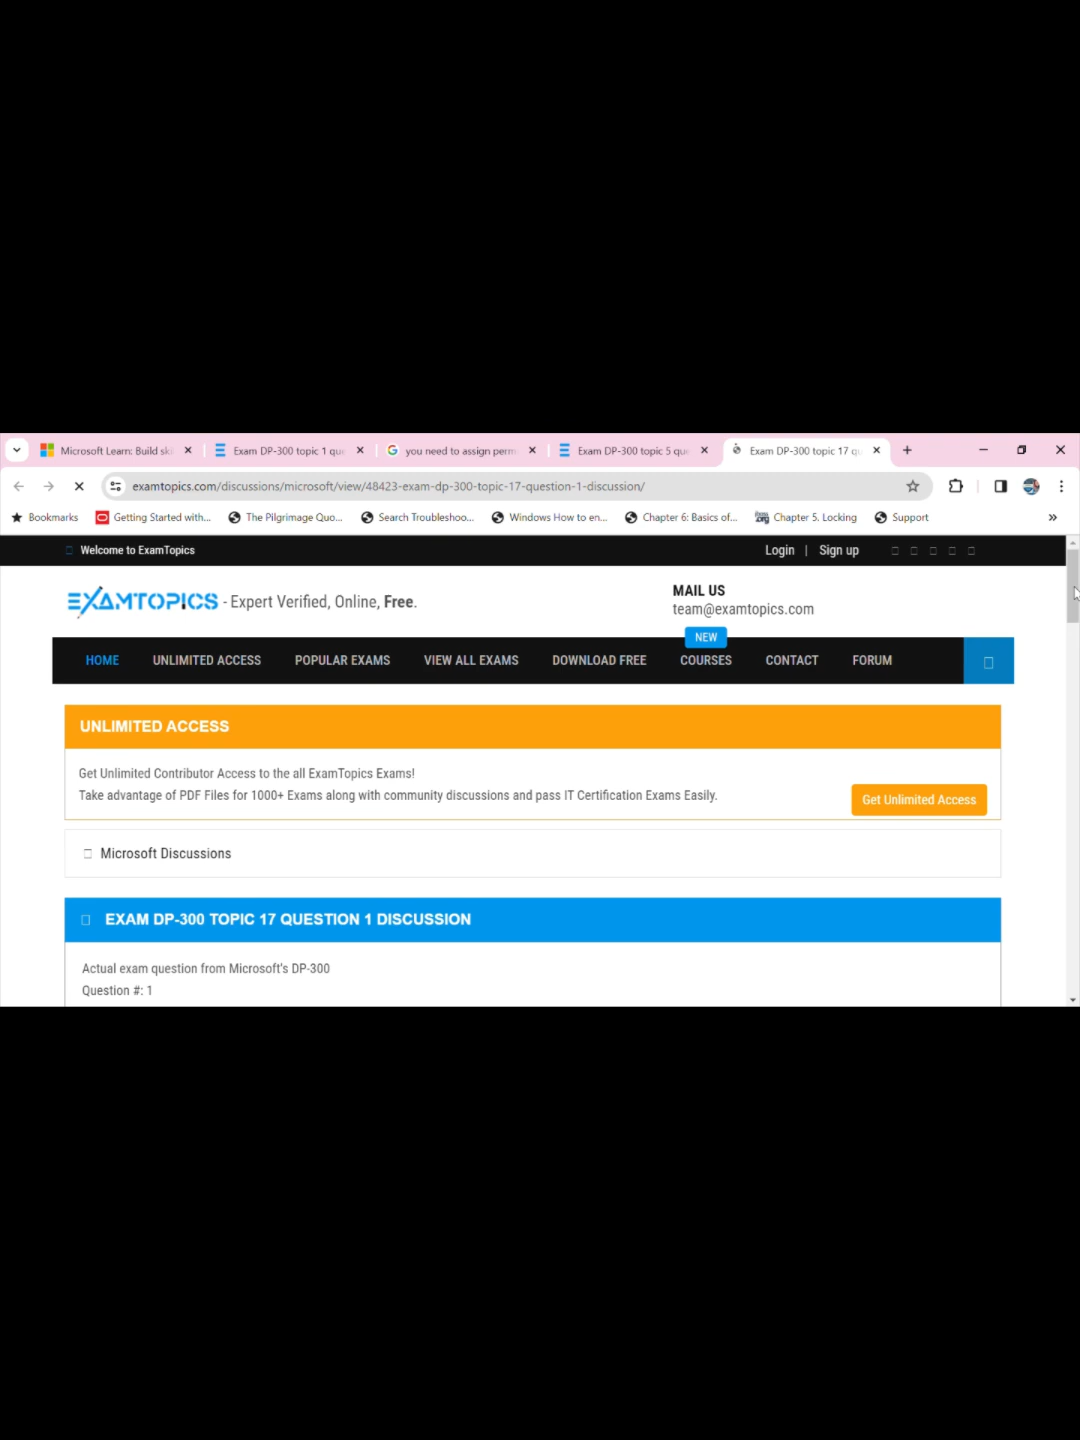 Microsoft Learn: Build ski
Exam DP-300 topic 1 que
you need to assign perm
Exam DP-300 topic 5 que
Exam DP-300 topic 17 qu
examtopics.com/discussions/microsoft/view/48423-exam-dp-300-topic-17-question-1-discussion/
Bookmarks
Getting Started with...
The Pilgrimage Quo...
Search Troubleshoo...
Windows How to en...
Chapter 6: Basics of...
Chapter 5. Locking
Support
Welcome to ExamTopics
Login | Sign up
EXAMTOPICS - Expert Verified, Online, Free.
MAIL US
team@examtopics.com
NEW
HOME
UNLIMITED ACCESS
POPULAR EXAMS
VIEW ALL EXAMS
DOWNLOAD FREE
COURSES
CONTACT
FORUM
UNLIMITED ACCESS
Get Unlimited Contributor Access to the all ExamTopics Exams!
Take advantage of PDF Files for 1000+ Exams along with community discussions and pass IT Certification Exams Easily.
Get Unlimited Access
Microsoft Discussions
EXAM DP-300 TOPIC 17 QUESTION 1 DISCUSSION
Actual exam question from Microsoft's DP-300
Question #: 1